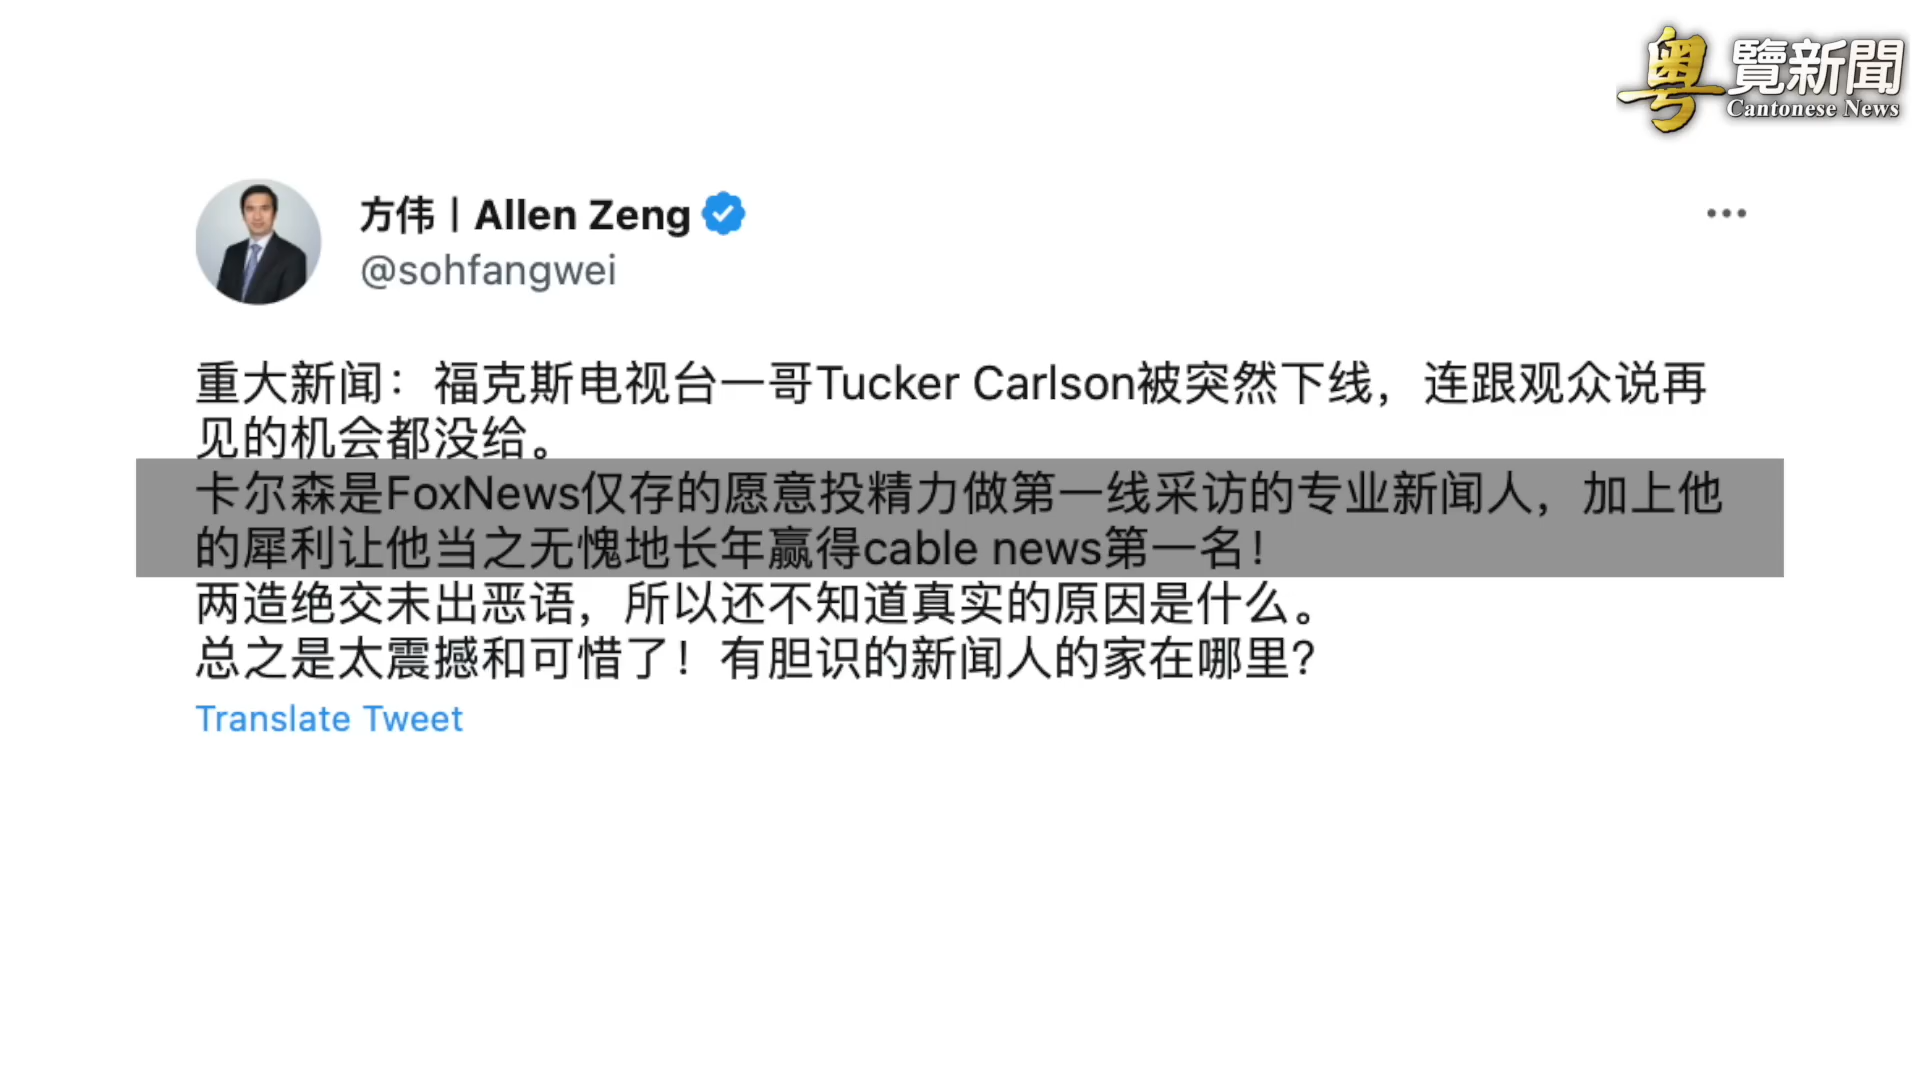 粤覽新聞
Cantonese News
方伟 | Allen Zeng
@sohfangwei
重大新闻：福克斯电视台一哥Tucker Carlson被突然下线，连跟观众说再
见的机会都没给。
卡尔森是FoxNews仅存的愿意投精力做第一线采访的专业新闻人，加上他
的犀利让他当之无愧地长年赢得cable news第一名！
两造绝交未出恶语，所以还不知道真实的原因是什么。
总之是太震撼和可惜了！有胆识的新闻人的家在哪里？
Translate Tweet